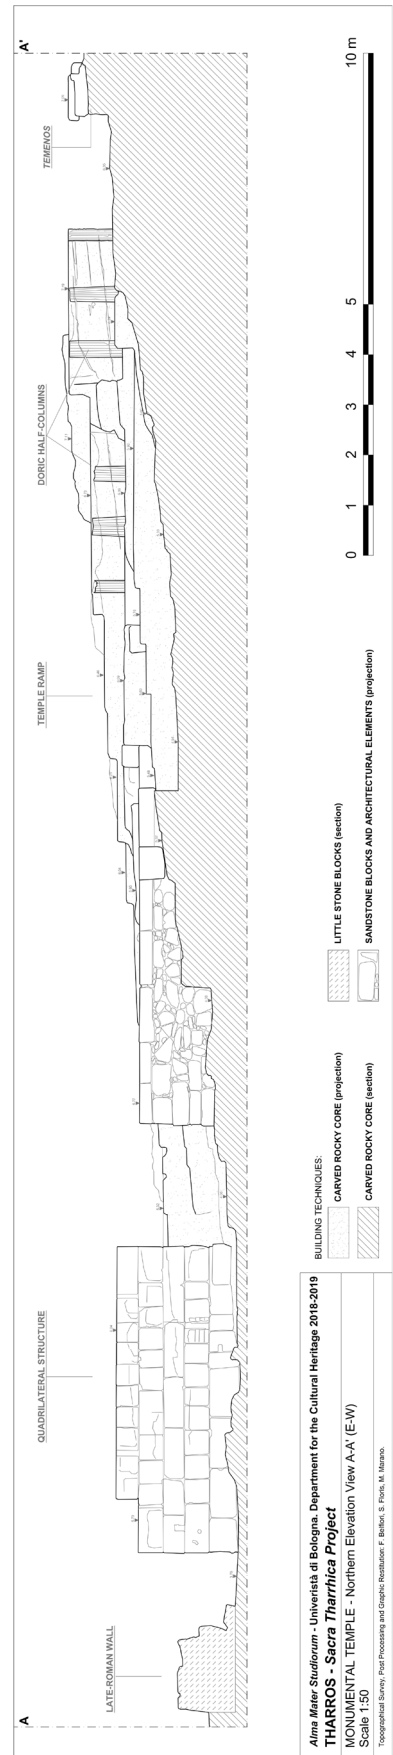 A
A'
LATE-ROMAN WALL
QUADRILATERAL STRUCTURE
TEMPLE RAMP
DORIC HALF-COLUMNS
TEMENOS
BUILDING TECHNIQUES:
CARVED ROCKY CORE (projection)
CARVED ROCKY CORE (section)
LITTLE STONE BLOCKS (section)
SANDSTONE BLOCKS AND ARCHITECTURAL ELEMENTS (projection)
0 1 2 3 4 5 10 m
Alma Mater Studiorum - Univeristà di Bologna. Department for the Cultural Heritage 2018-2019
THARROS - Sacra Tharrhica Project
MONUMENTAL TEMPLE - Northern Elevation View A-A' (E-W)
Scale 1:50
Topographical Survey, Post Processing and Graphic Restitution: F. Belfiori, S. Floris, M. Marano.